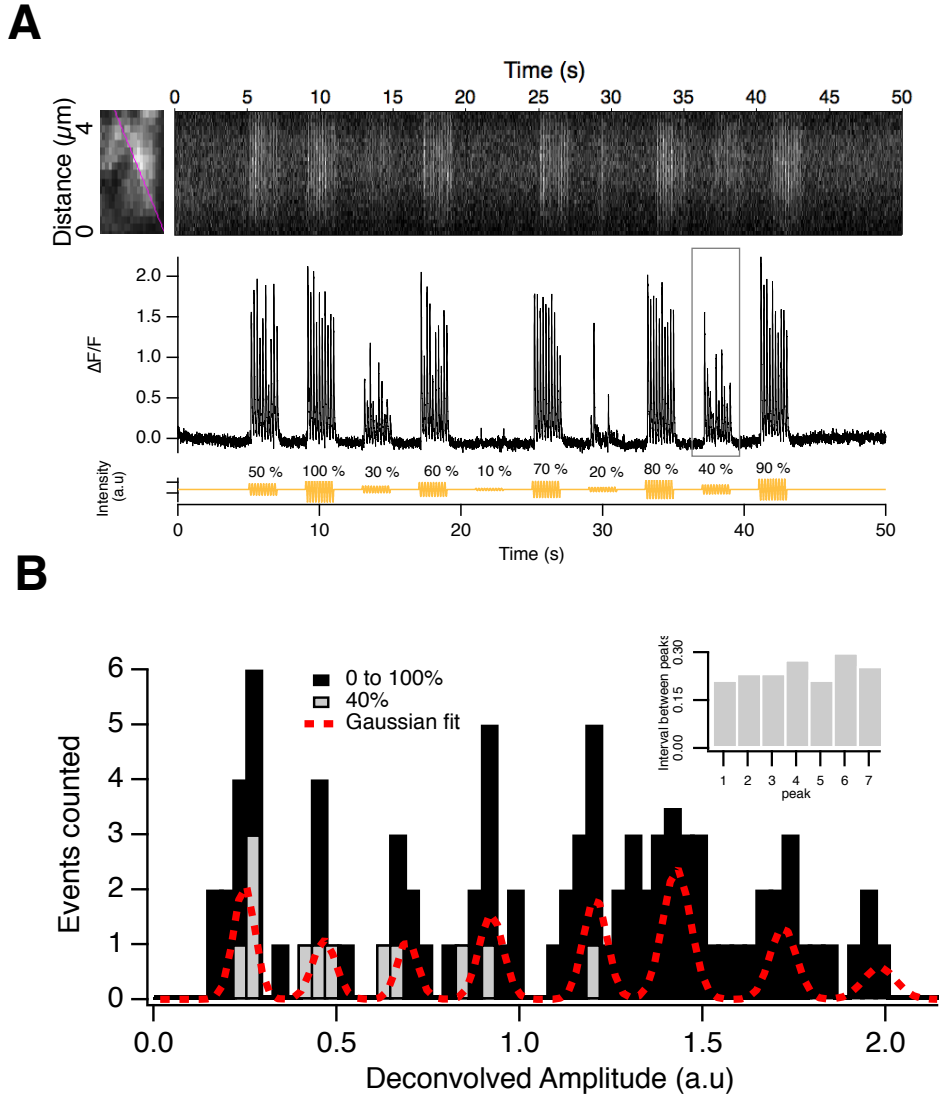 A
Time (s)
0 5 10 15 20 25 30 35 40 45 50
Distance (µm)
4
0
ΔF/F
2.0
1.5
1.0
0.5
0.0
50 % 100 % 30 % 60 % 10 % 70 % 20 % 80 % 40 % 90 %
Intensity
(a.u)
0 10 20 30 40 50
Time (s)
B
Events counted
6
5
4
3
2
1
0
0 to 100%
40%
Gaussian fit
Interval between peaks
0.30
0.15
0.00
1 2 3 4 5 6 7
peak
0.0 0.5 1.0 1.5 2.0
Deconvolved Amplitude (a.u)